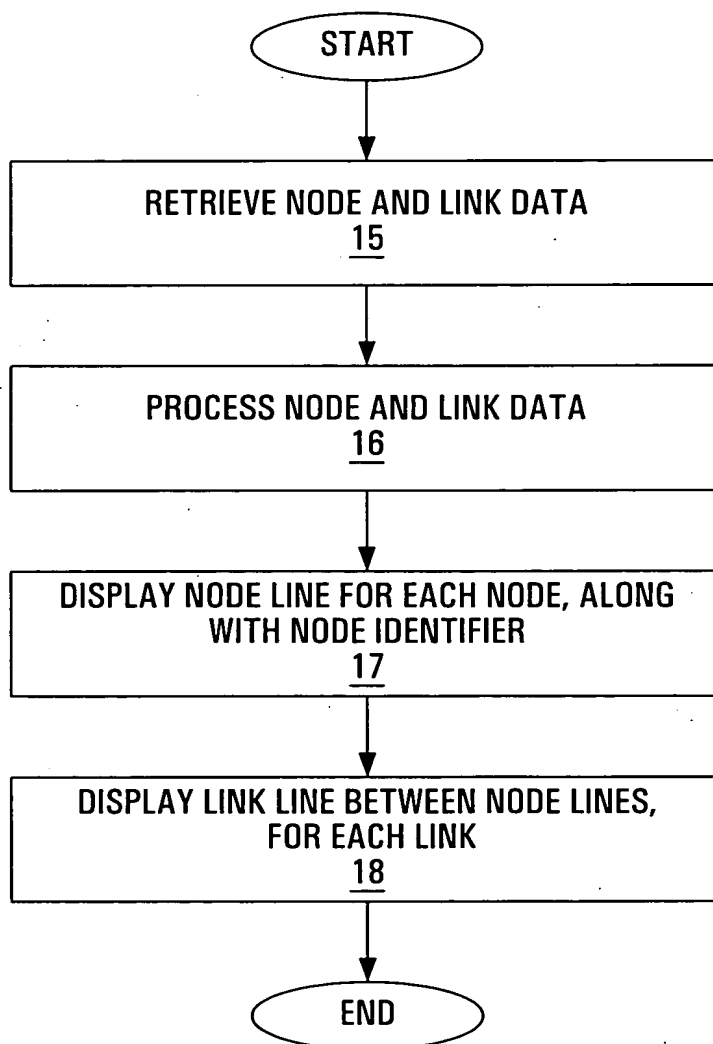 START
RETRIEVE NODE AND LINK DATA
15
PROCESS NODE AND LINK DATA
16
DISPLAY NODE LINE FOR EACH NODE, ALONG
WITH NODE IDENTIFIER
17
DISPLAY LINK LINE BETWEEN NODE LINES,
FOR EACH LINK
18
END